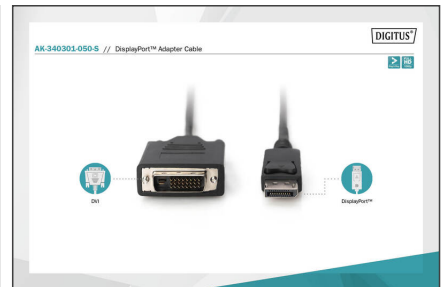 DIGITUS®
AK-340301-050-S // DisplayPort™ Adapter Cable
DVI
DisplayPort™